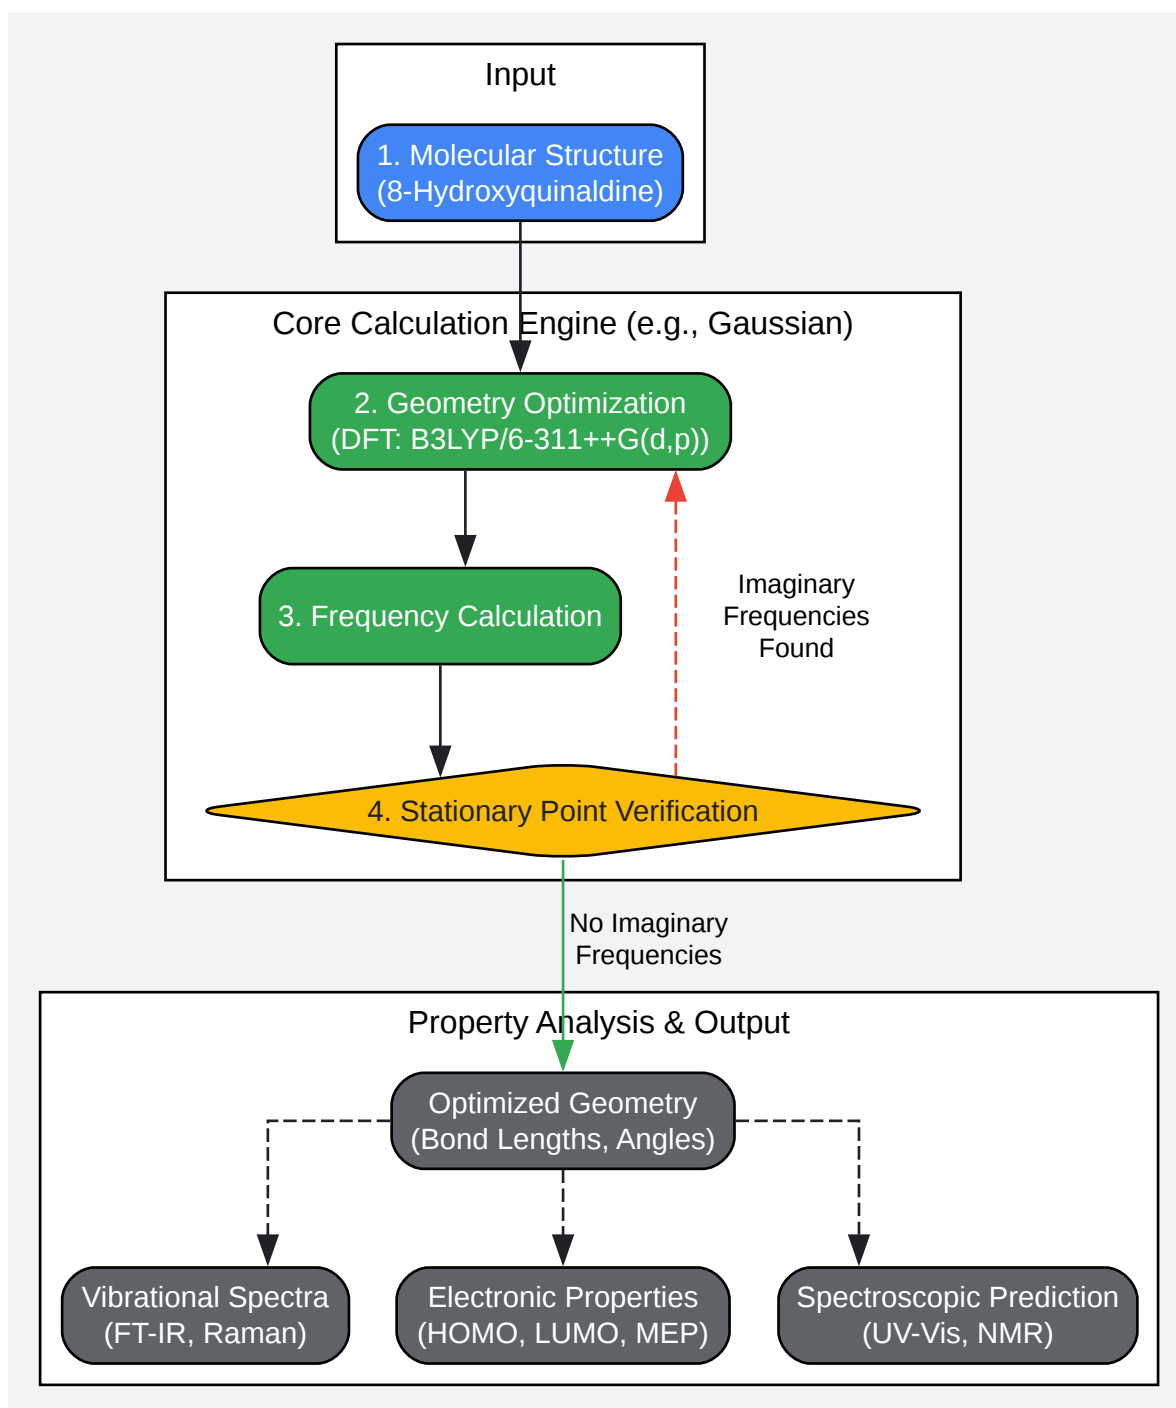 Input
1. Molecular Structure
(8-Hydroxyquinaldine)
Core Calculation Engine (e.g., Gaussian)
2. Geometry Optimization
(DFT: B3LYP/6-311++G(d,p))
Imaginary
Frequencies
Found
3. Frequency Calculation
4. Stationary Point Verification
No Imaginary
Frequencies
Property Analysis & Output
Optimized Geometry
(Bond Lengths, Angles)
Vibrational Spectra
(FT-IR, Raman)
Electronic Properties
(HOMO, LUMO, MEP)
Spectroscopic Prediction
(UV-Vis, NMR)